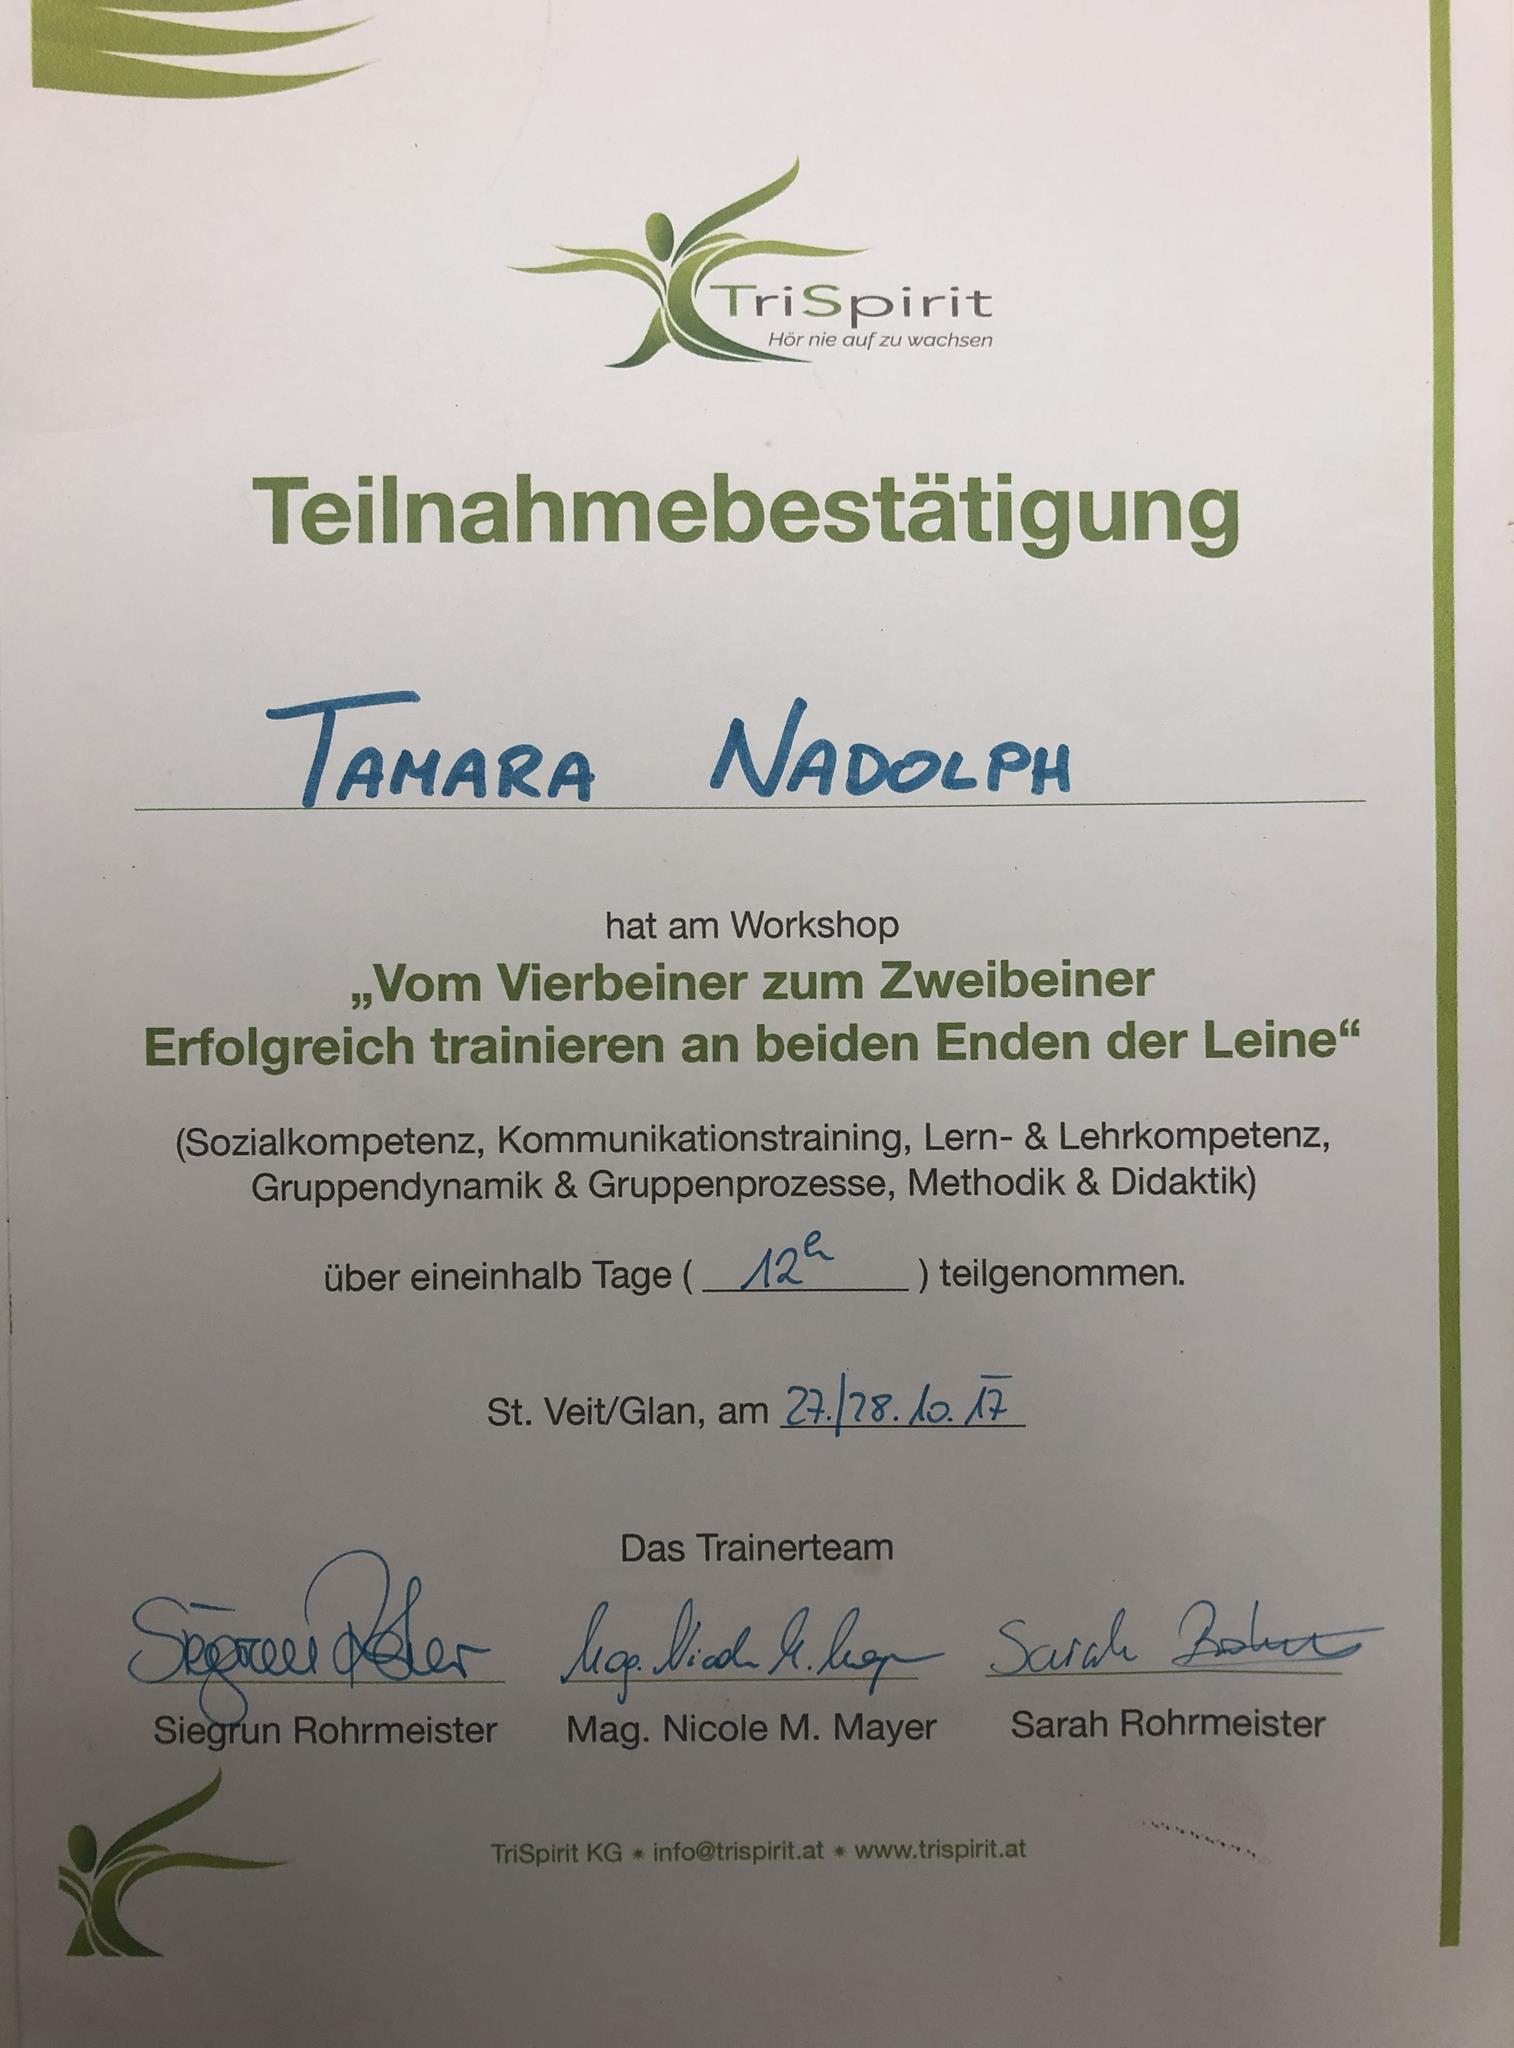 TriSpirit
Hör nie auf zu wachsen
Teilnahmebestätigung
TAMARA NADOLPH
hat am Workshop
„Vom Vierbeiner zum Zweibeiner
Erfolgreich trainieren an beiden Enden der Leine“
(Sozialkompetenz, Kommunikationstraining, Lern- & Lehrkompetenz,
Gruppendynamik & Gruppenprozesse, Methodik & Didaktik)
über eineinhalb Tage ( 12h ) teilgenommen.
St. Veit/Glan, am 27./28.10.17
Das Trainerteam
Siegrun Rohrmeister Mag. Nicole M. Mayer Sarah Rohrmeister
TriSpirit KG * info@trispirit.at * www.trispirit.at